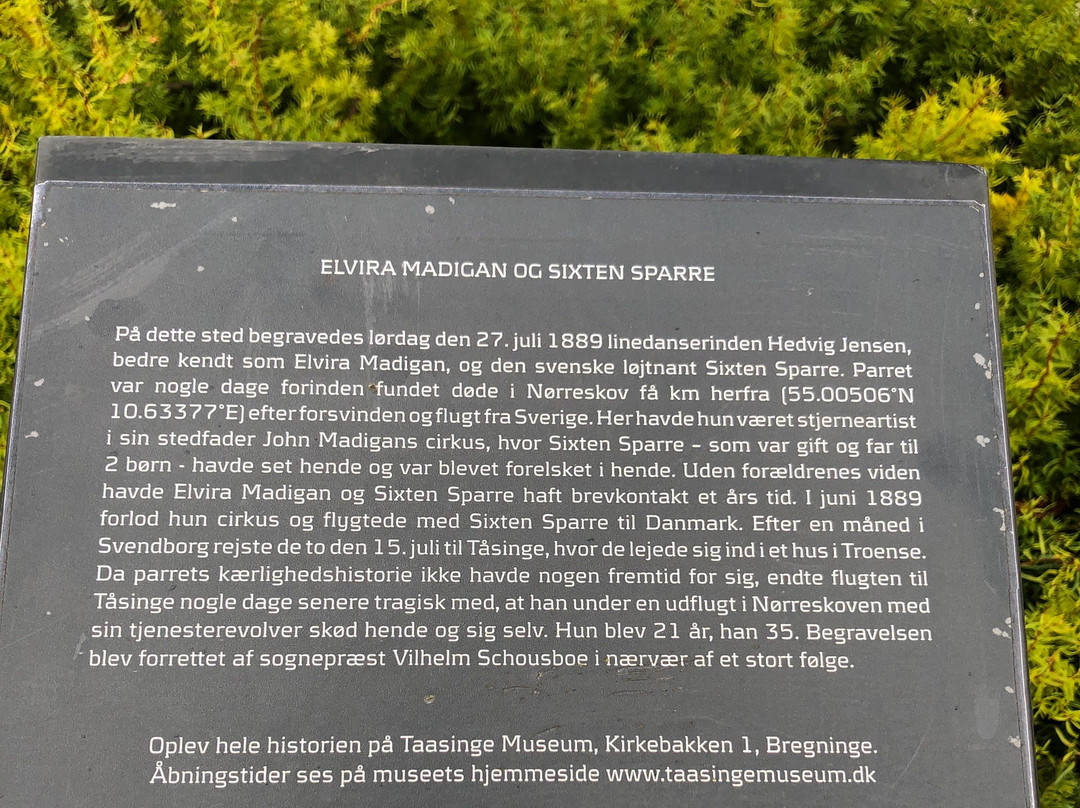 ELVIRA MADIGAN OG SIXTEN SPARRE
På dette sted begravedes lørdag den 27. juli 1889 linedanserinden Hedvig Jensen,
bedre kendt som Elvira Madigan, og den svenske løjtnant Sixten Sparre. Parret
var nogle dage forinden fundet døde i Nørreskov få km herfra (55.00506°N
10.63377°E) efter forsvinden og flugt fra Sverige. Her havde hun været stjerneartist
i sin stedfader John Madigans cirkus, hvor Sixten Sparre – som var gift og far til
2 børn - havde set hende og var blevet forelsket i hende. Uden forældrenes viden
havde Elvira Madigan og Sixten Sparre haft brevkontakt et års tid. I juni 1889
forlod hun cirkus og flygtede med Sixten Sparre til Danmark. Efter en måned i
Svendborg rejste de to den 15. juli til Tåsinge, hvor de lejede sig ind i et hus i Troense.
Da parrets kærlighedshistorie ikke havde nogen fremtid for sig, endte flugten til
Tåsinge nogle dage senere tragisk med, at han under en udflugt i Nørreskoven med
sin tjenesterevolver skød hende og sig selv. Hun blev 21 år, han 35. Begravelsen
blev forrettet af sognepræst Vilhelm Schousboe i nærvær af et stort følge.
Oplev hele historien på Taasinge Museum, Kirkebakken 1, Bregninge.
Åbningstider ses på museets hjemmeside www.taasingemuseum.dk